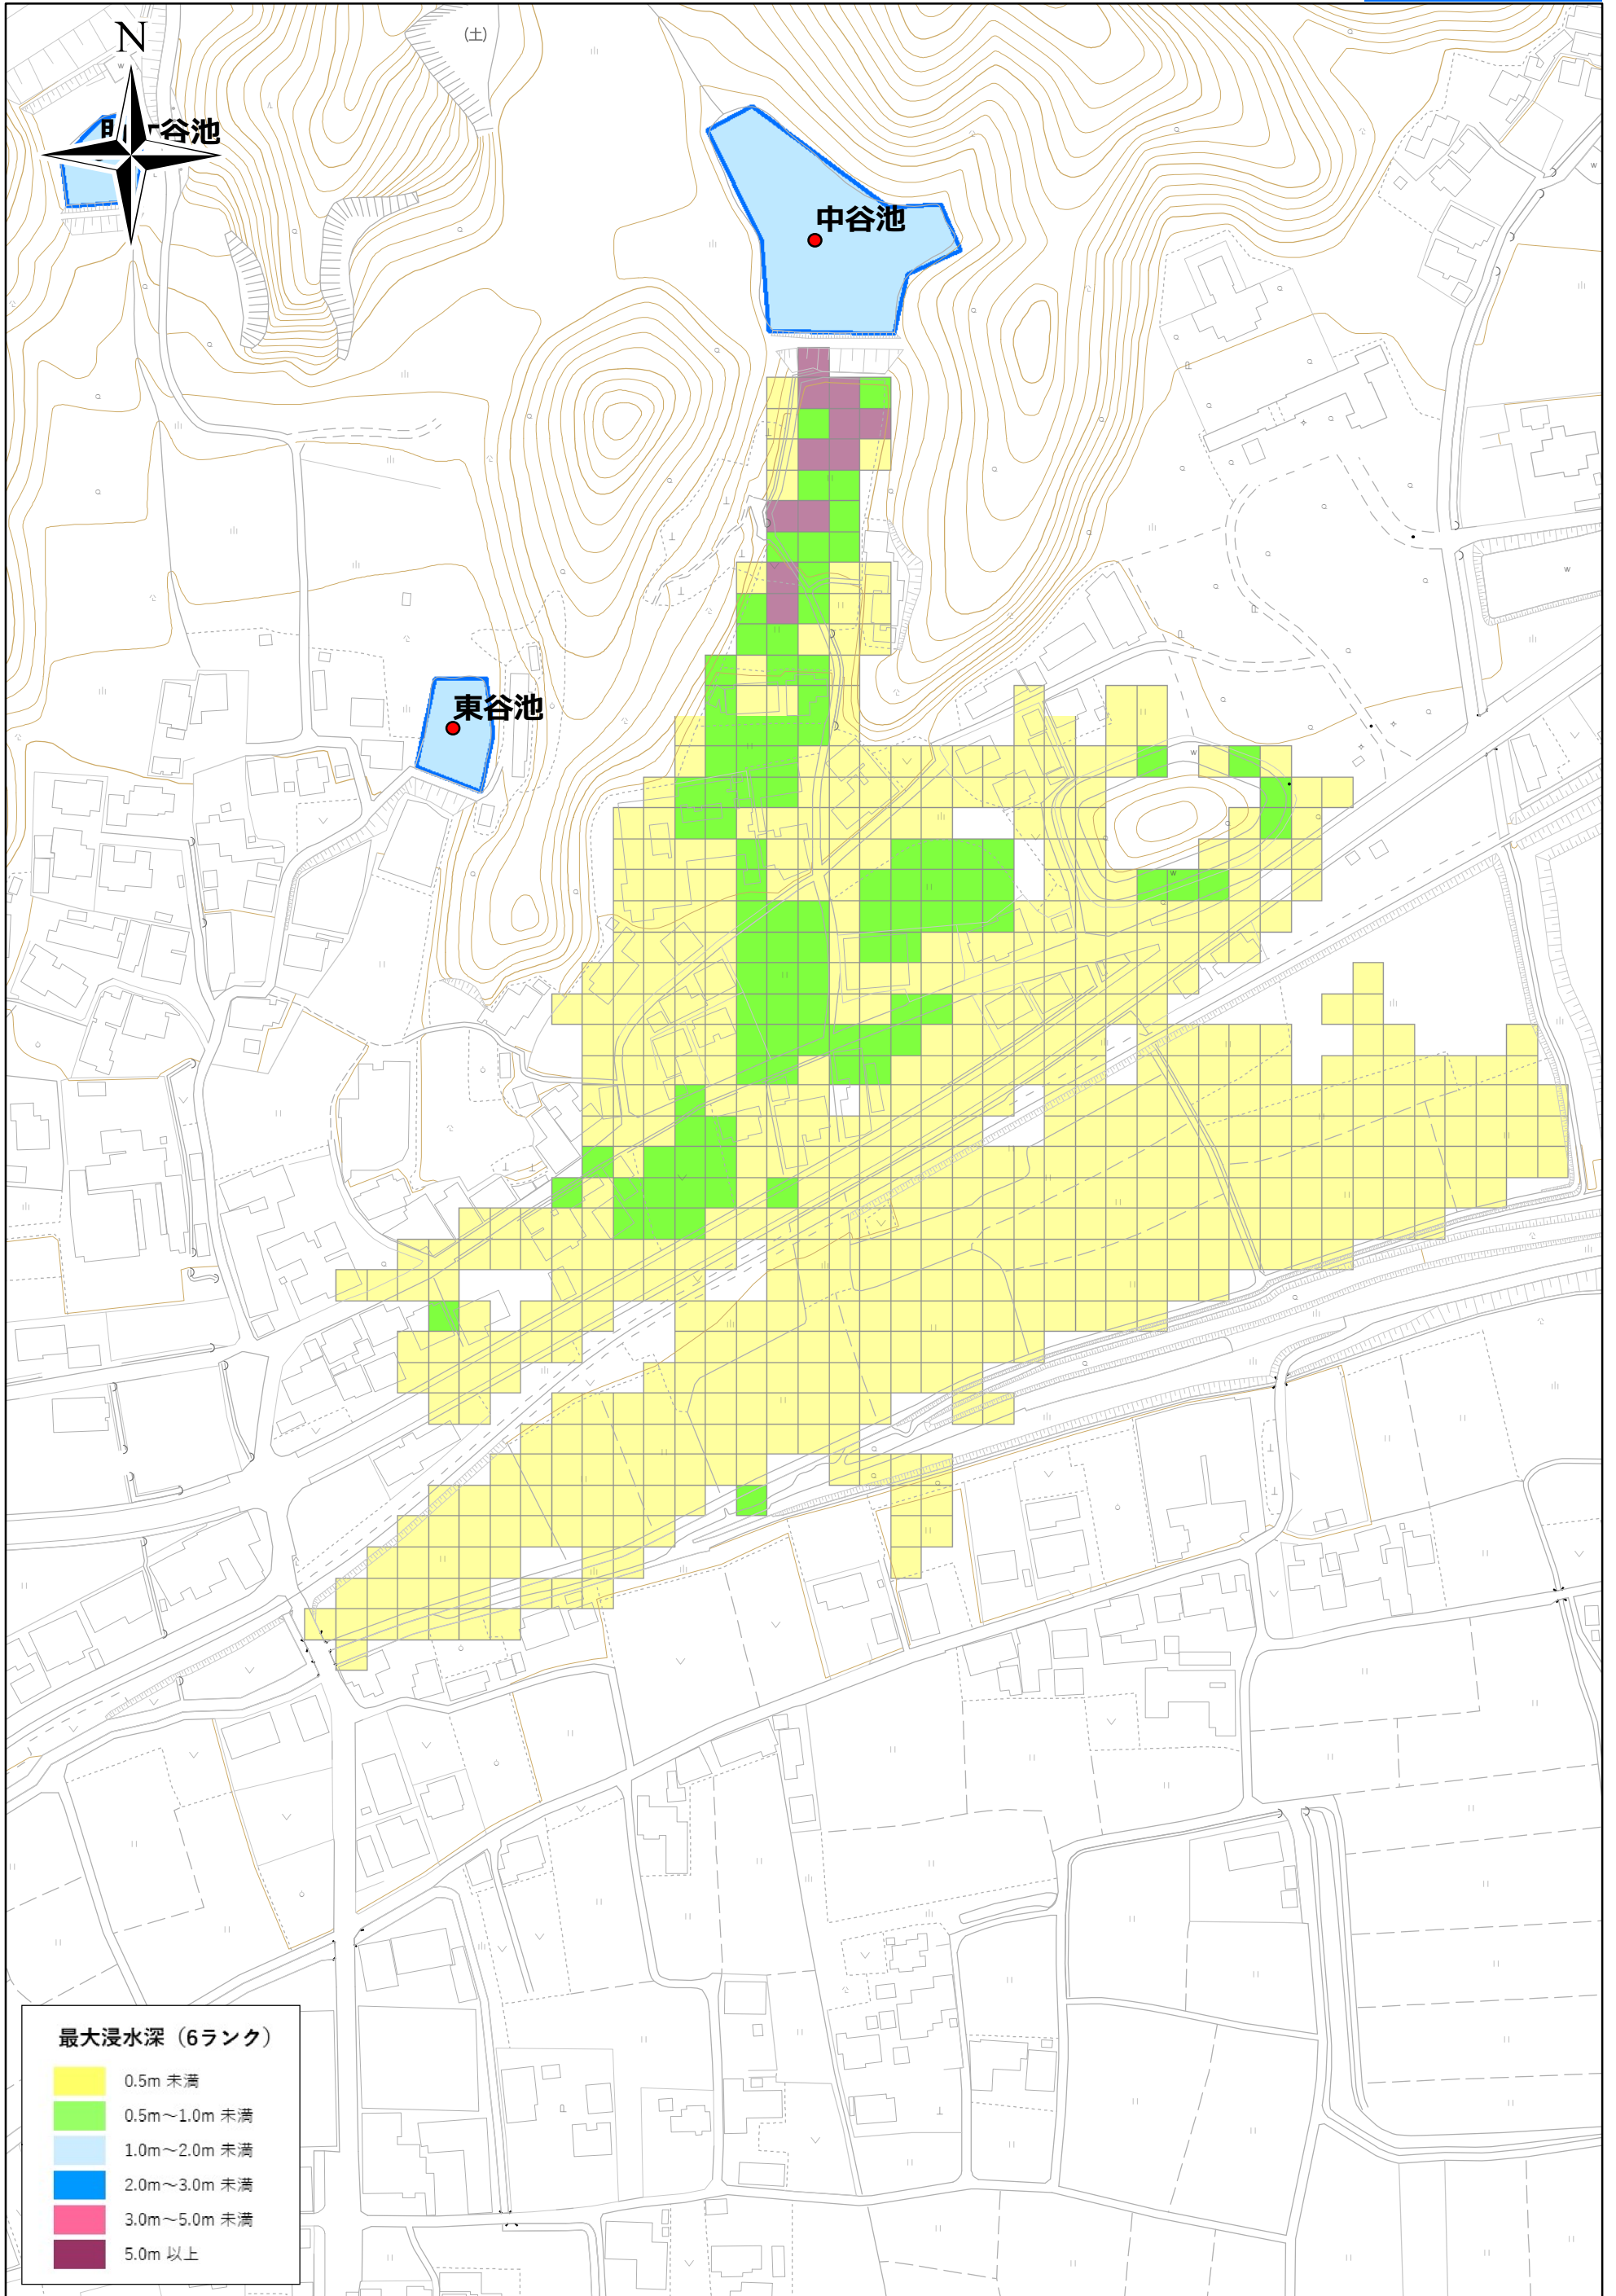 N
(土)
谷池
中谷池
東谷池
最大浸水深（6ランク）
0.5m 未満
0.5m～1.0m 未満
1.0m～2.0m 未満
2.0m～3.0m 未満
3.0m～5.0m 未満
5.0m 以上